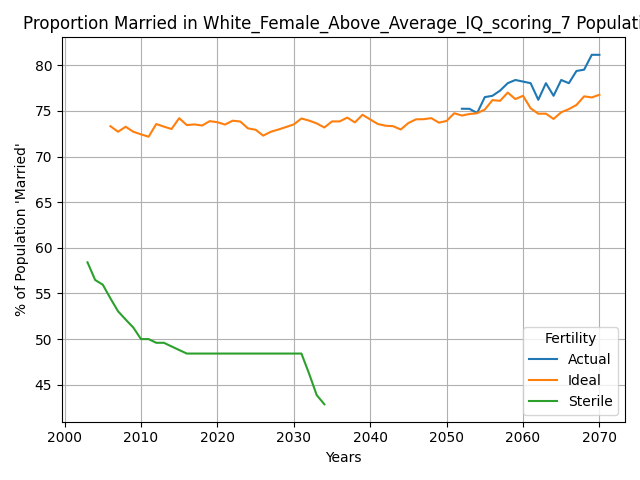 Proportion Married in White_Female_Above_Average_IQ_scoring_7 Populati
% of Population 'Married'
80
75
70
65
60
55
50
45
2000 2010 2020 2030 2040 2050 2060 2070
Years
Fertility
Actual
Ideal
Sterile